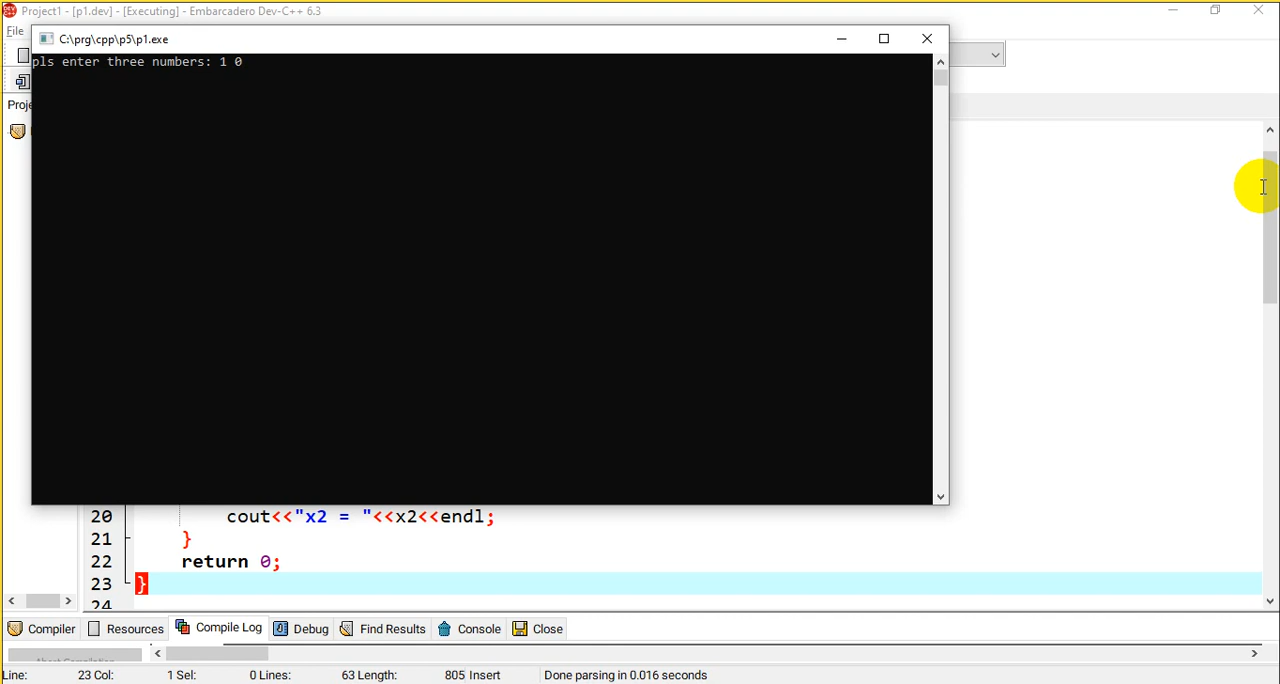 Project1 - [p1.dev] - [Executing] - Embarcadero Dev-C++ 6.3
File
C:\prg\cpp\p5\p1.exe
pls enter three numbers: 1 0
Proje
20 cout<<"x2 = "<<x2<<endl;
21 }
22 return 0;
23 }
24
Compiler Resources Compile Log Debug Find Results Console Close
Abort Compilation
Line: 23 Col: 1 Sel: 0 Lines: 63 Length: 805 Insert Done parsing in 0.016 seconds